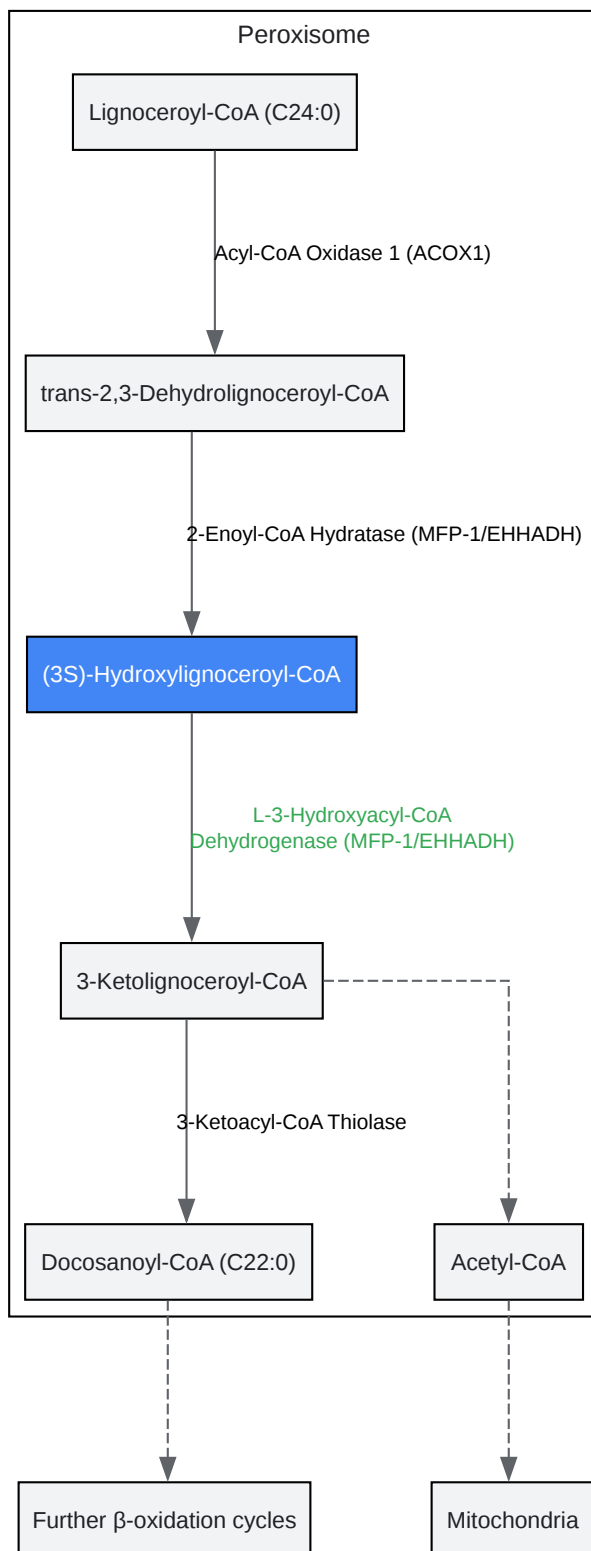 Peroxisome
Lignoceroyl-CoA (C24:0)
Acyl-CoA Oxidase 1 (ACOX1)
trans-2,3-Dehydrolignoceroyl-CoA
2-Enoyl-CoA Hydratase (MFP-1/EHHADH)
(3S)-Hydroxylignoceroyl-CoA
L-3-Hydroxyacyl-CoA
Dehydrogenase (MFP-1/EHHADH)
3-Ketolignoceroyl-CoA
3-Ketoacyl-CoA Thiolase
Docosanoyl-CoA (C22:0)
Acetyl-CoA
Further β-oxidation cycles
Mitochondria